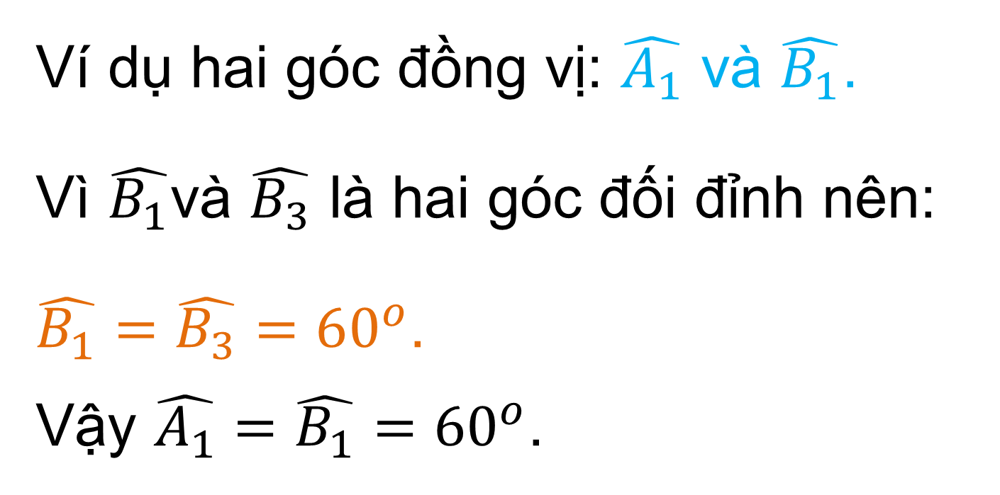 Ví dụ hai góc đồng vị: $\widehat{A_1}$ và $\widehat{B_1}$.
Vì $\widehat{B_1}$và $\widehat{B_3}$ là hai góc đối đỉnh nên:
$\widehat{B_1} = \widehat{B_3} = 60^o$.
Vậy $\widehat{A_1} = \widehat{B_1} = 60^o$.